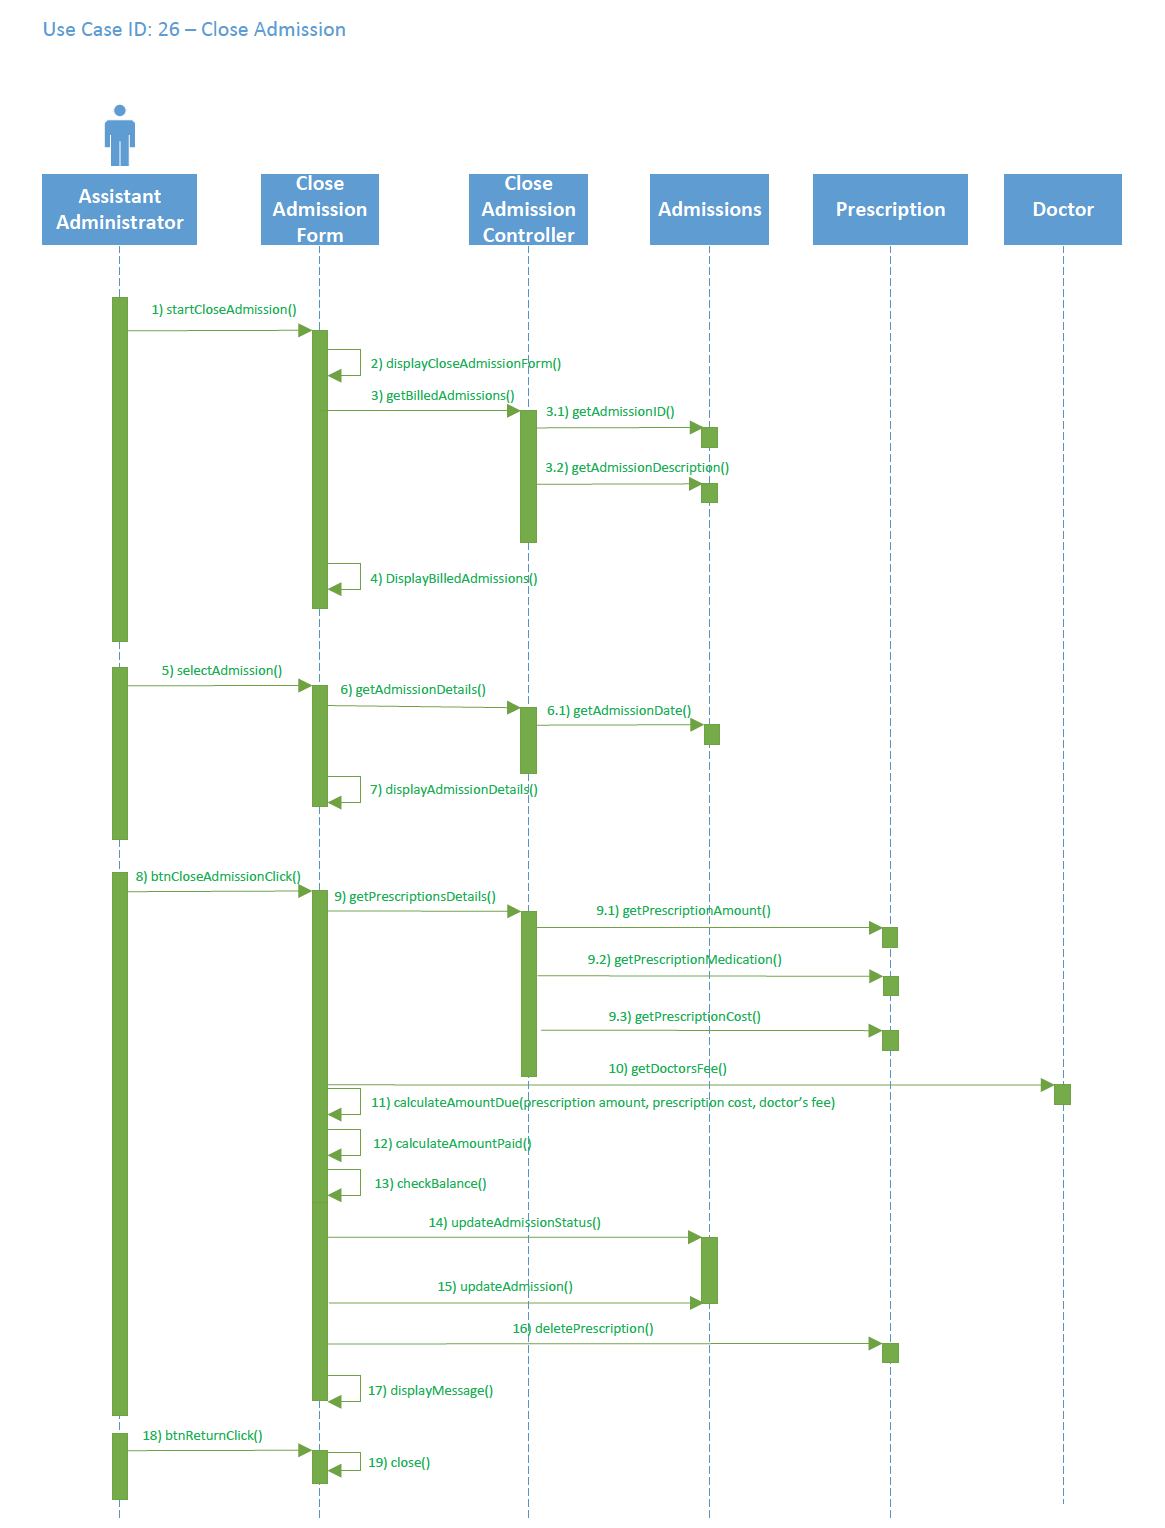 Use Case ID: 26 – Close Admission
Assistant
Administrator
Close
Admission
Form
Close
Admission
Controller
Admissions
Prescription
Doctor
1) startCloseAdmission()
2) displayCloseAdmissionForm()
3) getBilledAdmissions()
3.1) getAdmissionID()
3.2) getAdmissionDescription()
4) DisplayBilledAdmissions()
5) selectAdmission()
6) getAdmissionDetails()
6.1) getAdmissionDate()
7) displayAdmissionDetails()
8) btnCloseAdmissionClick()
9) getPrescriptionsDetails()
9.1) getPrescriptionAmount()
9.2) getPrescriptionMedication()
9.3) getPrescriptionCost()
10) getDoctorsFee()
11) calculateAmountDue(prescription amount, prescription cost, doctor’s fee)
12) calculateAmountPaid()
13) checkBalance()
14) updateAdmissionStatus()
15) updateAdmission()
16) deletePrescription()
17) displayMessage()
18) btnReturnClick()
19) close()